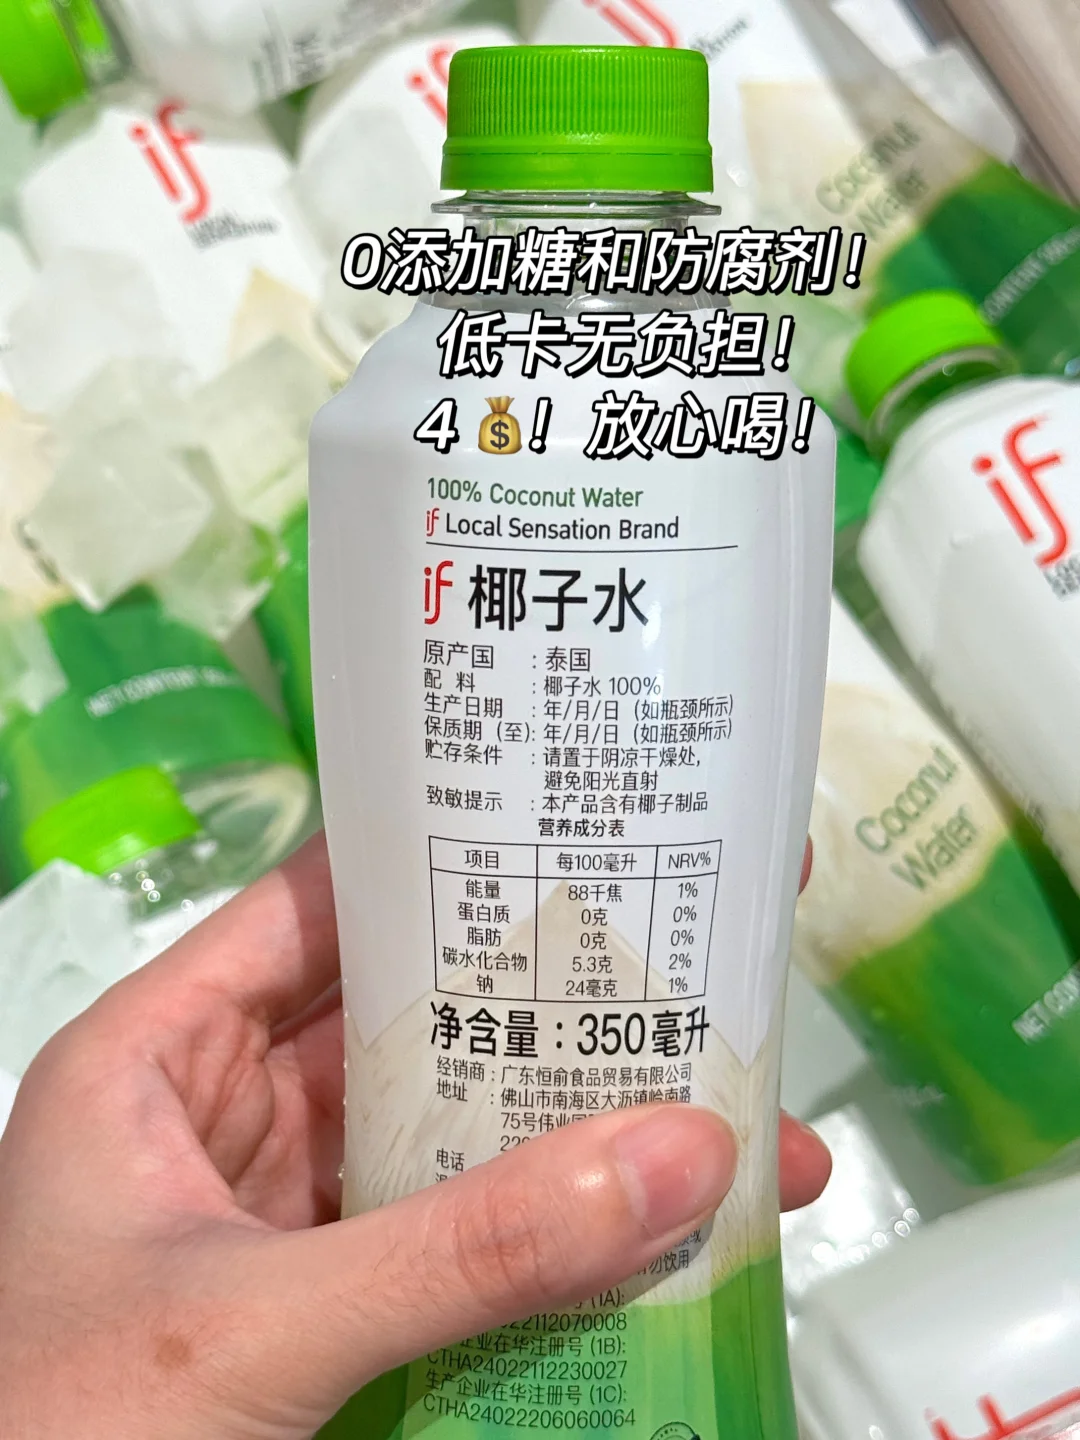 if
if
if
Coconut
Water
0添加糖和防腐剂！
低卡无负担！
4💰！放心喝！
100% Coconut Water
if Local Sensation Brand
if 椰子水
原产国 : 泰国
配 料 : 椰子水 100%
生产日期 : 年/月/日 (如瓶颈所示)
保质期 (至): 年/月/日 (如瓶颈所示)
贮存条件 : 请置于阴凉干燥处,
避免阳光直射
致敏提示 : 本产品含有椰子制品
营养成分表
项目 每100毫升 NRV%
能量 88千焦 1%
蛋白质 0克 0%
脂肪 0克 0%
碳水化合物 5.3克 2%
钠 24毫克 1%
净含量 : 350毫升
经销商 : 广东恒俞食品贸易有限公司
地址 : 佛山市南海区大沥镇岭南路
75号伟业
电话
勿饮用
(1A):
22112070008
企业在华注册号 (1B):
CTHA24022112230027
生产企业在华注册号 (1C):
CTHA24022206060064
if
Coconut
Water
NET CONTENT
NET CON